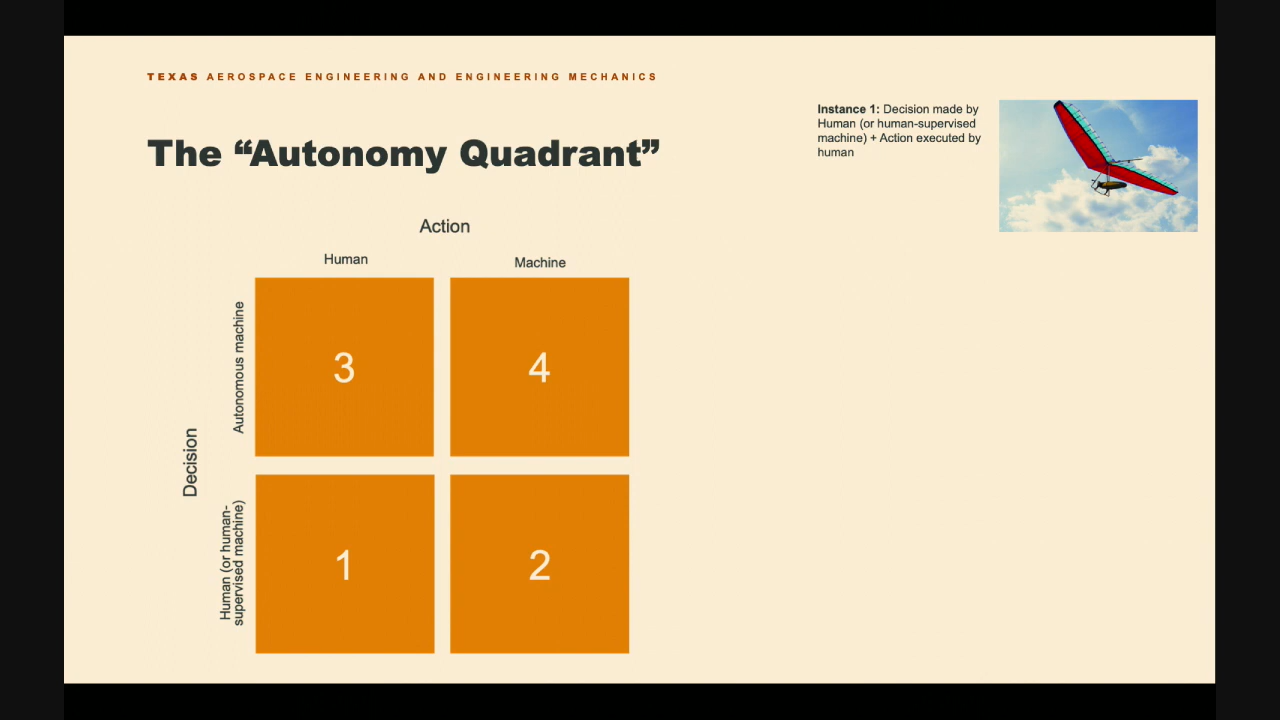 TEXAS AEROSPACE ENGINEERING AND ENGINEERING MECHANICS
The “Autonomy Quadrant”
Instance 1: Decision made by
Human (or human-supervised
machine) + Action executed by
human
Action
Human
Machine
Decision
Autonomous machine
3
4
Human (or human-
supervised machine)
1
2